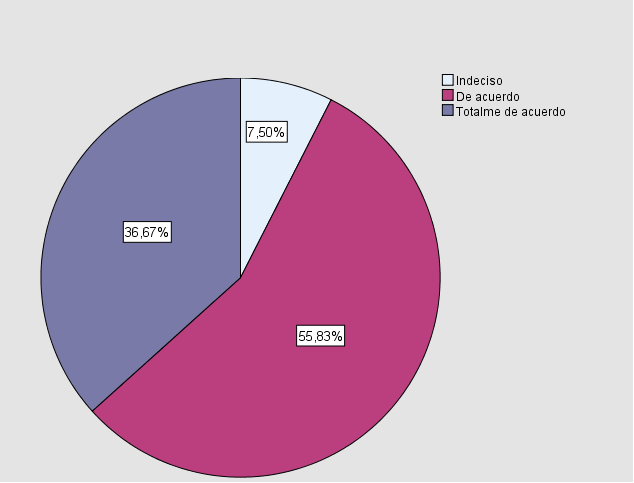 Indeciso
De acuerdo
Totalme de acuerdo
7,50%
36,67%
55,83%